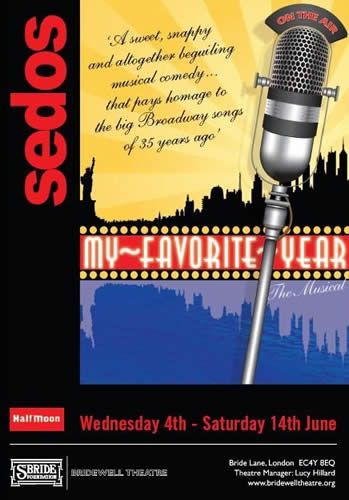 sedos
ON THE AIR
‘A sweet, snappy
and altogether beguiling
musical comedy...
that pays homage to
the big Broadway songs
of 35 years ago’
MY~FAVORITE~YEAR
The Musical
HalfMoon
Wednesday 4th - Saturday 14th June
SBRIDE
FOUNDATION
BRIDEWELL THEATRE
Bride Lane, London EC4Y 8EQ
Theatre Manager: Lucy Hillard
www.bridewelltheatre.org